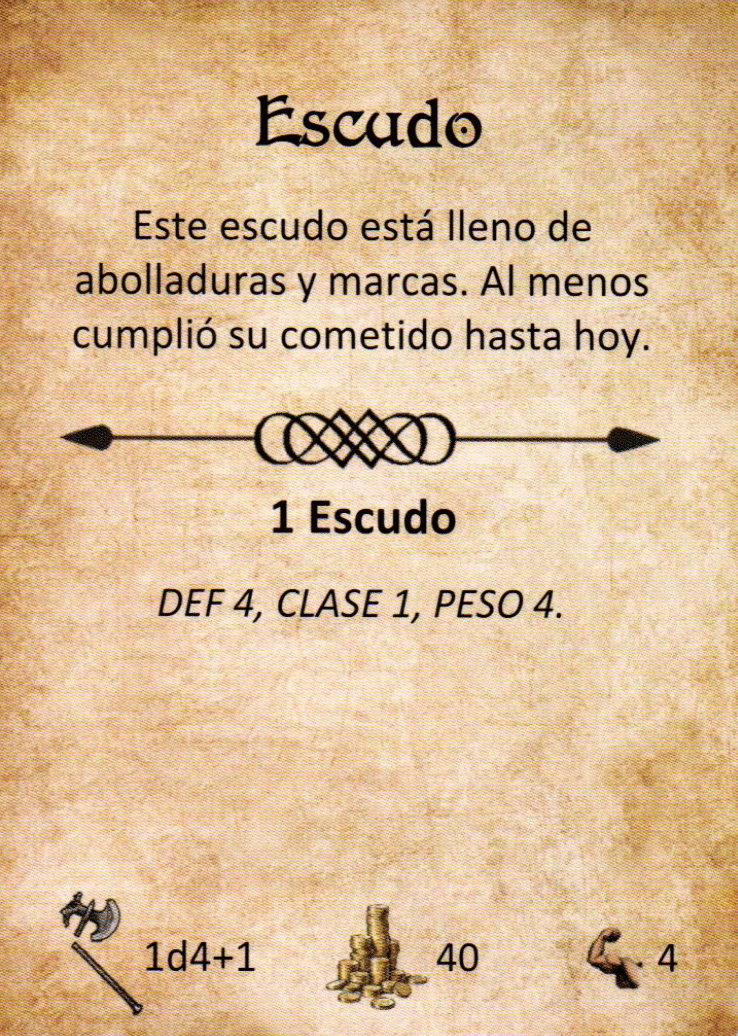 Escudo
Este escudo está lleno de
abolladuras y marcas. Al menos
cumplió su cometido hasta hoy.
1 Escudo
DEF 4, CLASE 1, PESO 4.
1d4+1 40 4